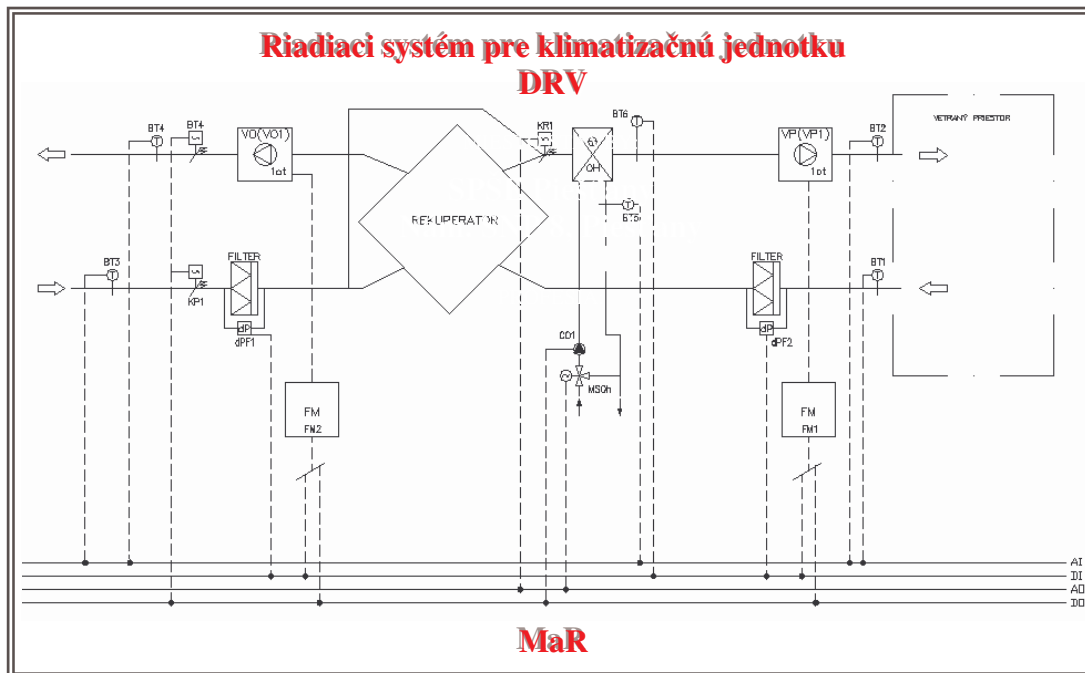 Riadiaci systém pre klimatizačnú jednotku
DRV
BT4 BT4 VO(VO1) KR1 BT6 VP(VP1) BT2 VETRANÝ PRIESTOR
1ot QH 1ot
REKUPERATOR
BT5
BT3 FILTER FILTER BT1
KP1
dP dP
dPF1 dPF2
CO1
MSQh
FM FM
FM2 FM1
AI
DI
AO
DO
MaR